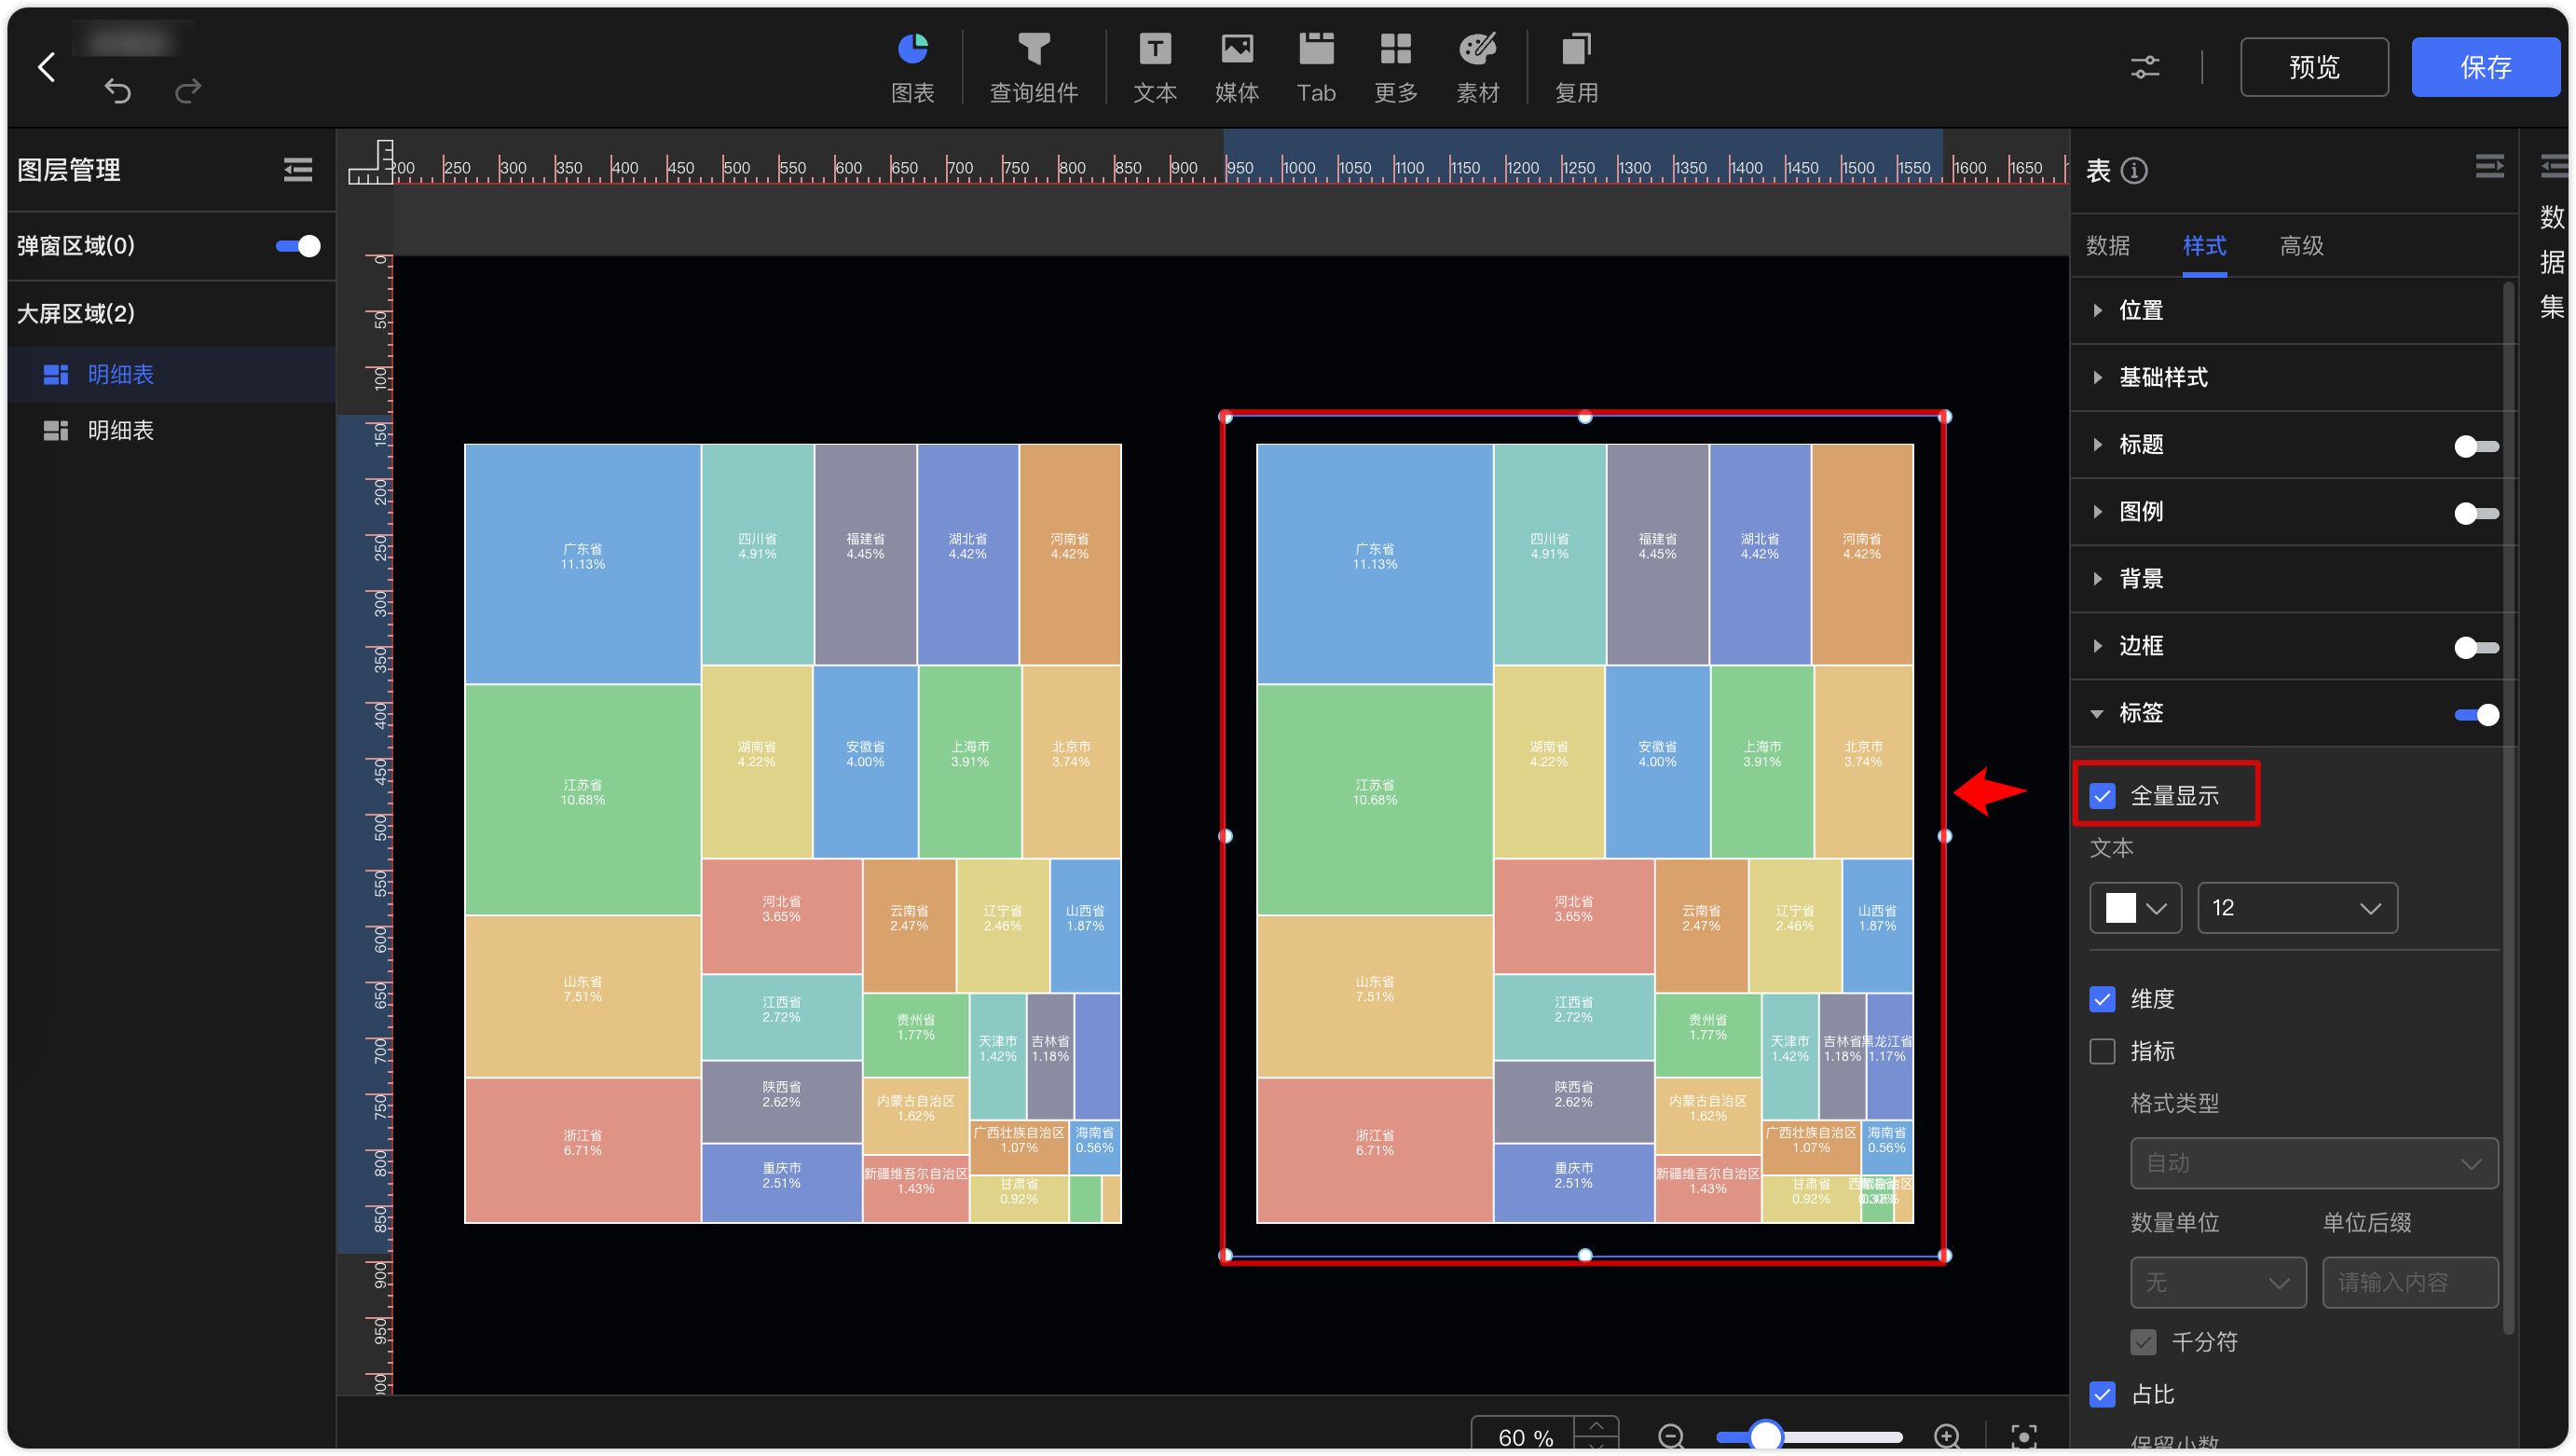 图表
查询组件
文本
媒体
Tab
更多
素材
复用
预览
保存
图层管理
弹窗区域(0)
大屏区域(2)
明细表
明细表
200 250 300 350 400 450 500 550 600 650 700 750 800 850 900 950 1000 1050 1100 1150 1200 1250 1300 1350 1400 1450 1500 1550 1600 1650
0
50
100
150
200
250
300
350
400
450
500
550
600
650
700
750
800
850
900
950
广东省
11.13%
四川省
4.91%
福建省
4.45%
湖北省
4.42%
河南省
4.42%
江苏省
10.68%
湖南省
4.22%
安徽省
4.00%
上海市
3.91%
北京市
3.74%
山东省
7.51%
河北省
3.65%
云南省
2.47%
辽宁省
2.46%
山西省
1.87%
江西省
2.72%
贵州省
1.77%
天津市
1.42%
吉林省
1.18%
浙江省
6.71%
陕西省
2.62%
内蒙古自治区
1.62%
广西壮族自治区
1.07%
海南省
0.56%
重庆市
2.51%
新疆维吾尔自治区
1.43%
甘肃省
0.92%
广东省
11.13%
四川省
4.91%
福建省
4.45%
湖北省
4.42%
河南省
4.42%
江苏省
10.68%
湖南省
4.22%
安徽省
4.00%
上海市
3.91%
北京市
3.74%
山东省
7.51%
河北省
3.65%
云南省
2.47%
辽宁省
2.46%
山西省
1.87%
江西省
2.72%
贵州省
1.77%
天津市
1.42%
吉林省
1.18%
黑龙江省
1.17%
浙江省
6.71%
陕西省
2.62%
内蒙古自治区
1.62%
广西壮族自治区
1.07%
海南省
0.56%
重庆市
2.51%
新疆维吾尔自治区
1.43%
甘肃省
0.92%
60 %
表
数据
样式
高级
位置
基础样式
标题
图例
背景
边框
标签
全量显示
文本
12
维度
指标
格式类型
自动
数量单位
单位后缀
无
请输入内容
千分符
占比
保留小数
数
据
集